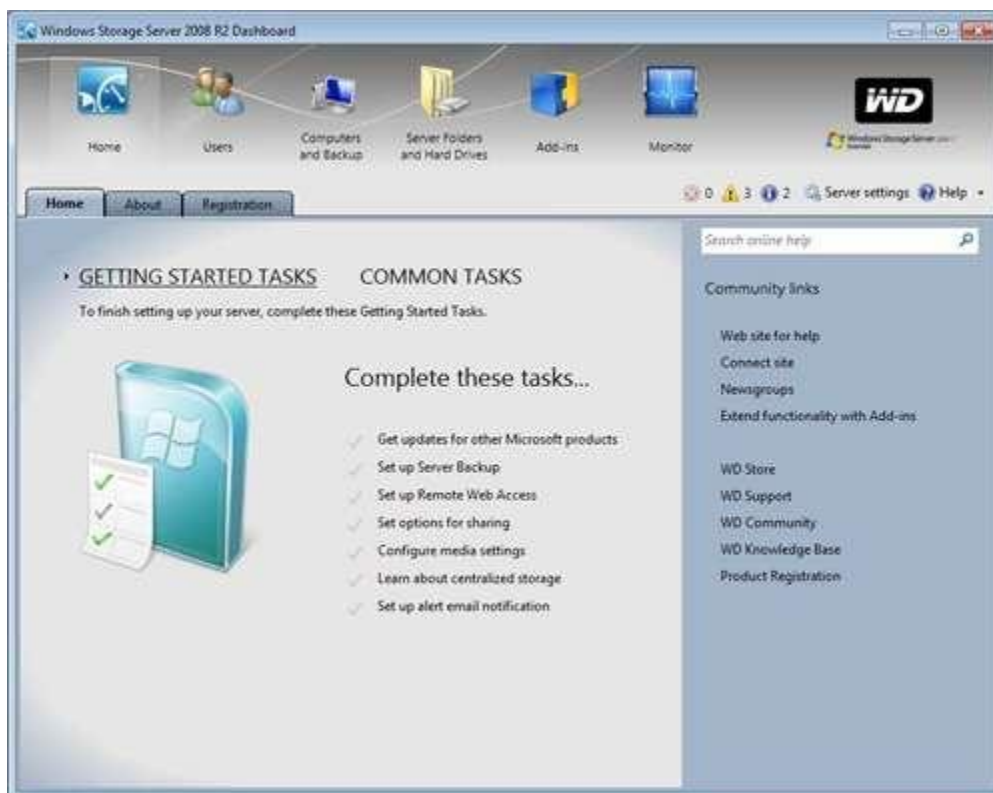 Windows Storage Server 2008 R2 Dashboard
Home
Users
Computers
and Backup
Server Folders
and Hard Drives
Add-ins
Monitor
WD
Windows Storage Server
Home
About
Registration
0
3
2
Server settings
Help
Search online help
GETTING STARTED TASKS
COMMON TASKS
To finish setting up your server, complete these Getting Started Tasks.
Complete these tasks...
Get updates for other Microsoft products
Set up Server Backup
Set up Remote Web Access
Set options for sharing
Configure media settings
Learn about centralized storage
Set up alert email notification
Community links
Web site for help
Connect site
Newsgroups
Extend functionality with Add-ins
WD Store
WD Support
WD Community
WD Knowledge Base
Product Registration